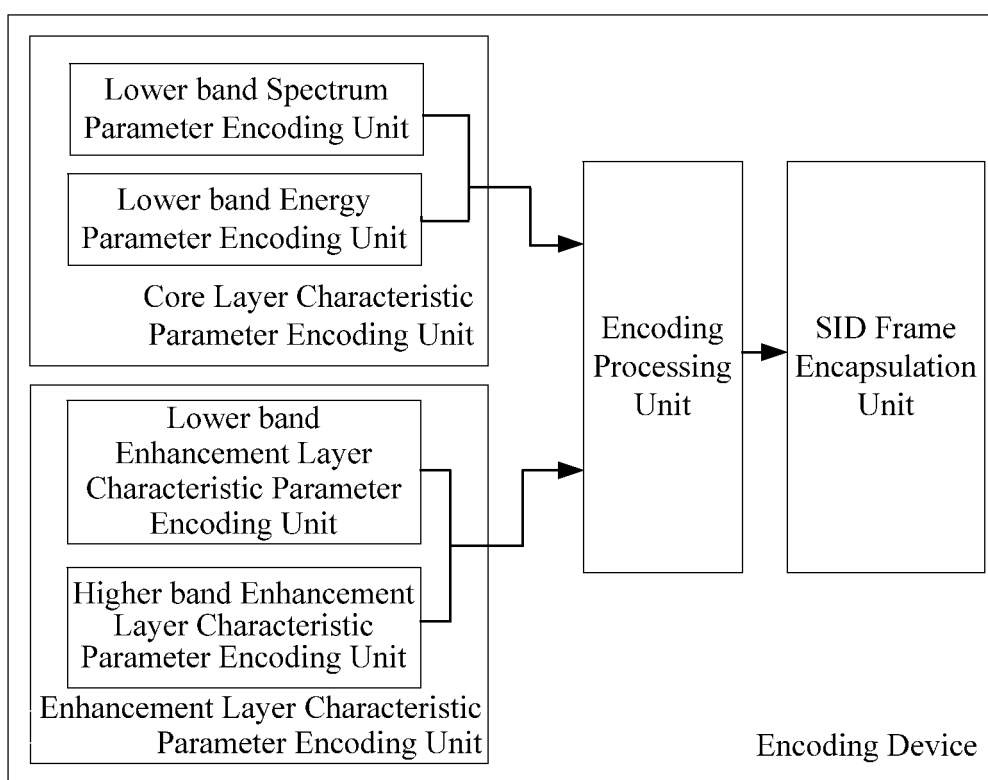 Lower band Spectrum
Parameter Encoding Unit
Lower band Energy
Parameter Encoding Unit
Core Layer Characteristic
Parameter Encoding Unit
Lower band
Enhancement Layer
Characteristic Parameter
Encoding Unit
Higher band Enhancement
Layer Characteristic
Parameter Encoding Unit
Enhancement Layer Characteristic
Parameter Encoding Unit
Encoding
Processing
Unit
SID Frame
Encapsulation
Unit
Encoding Device